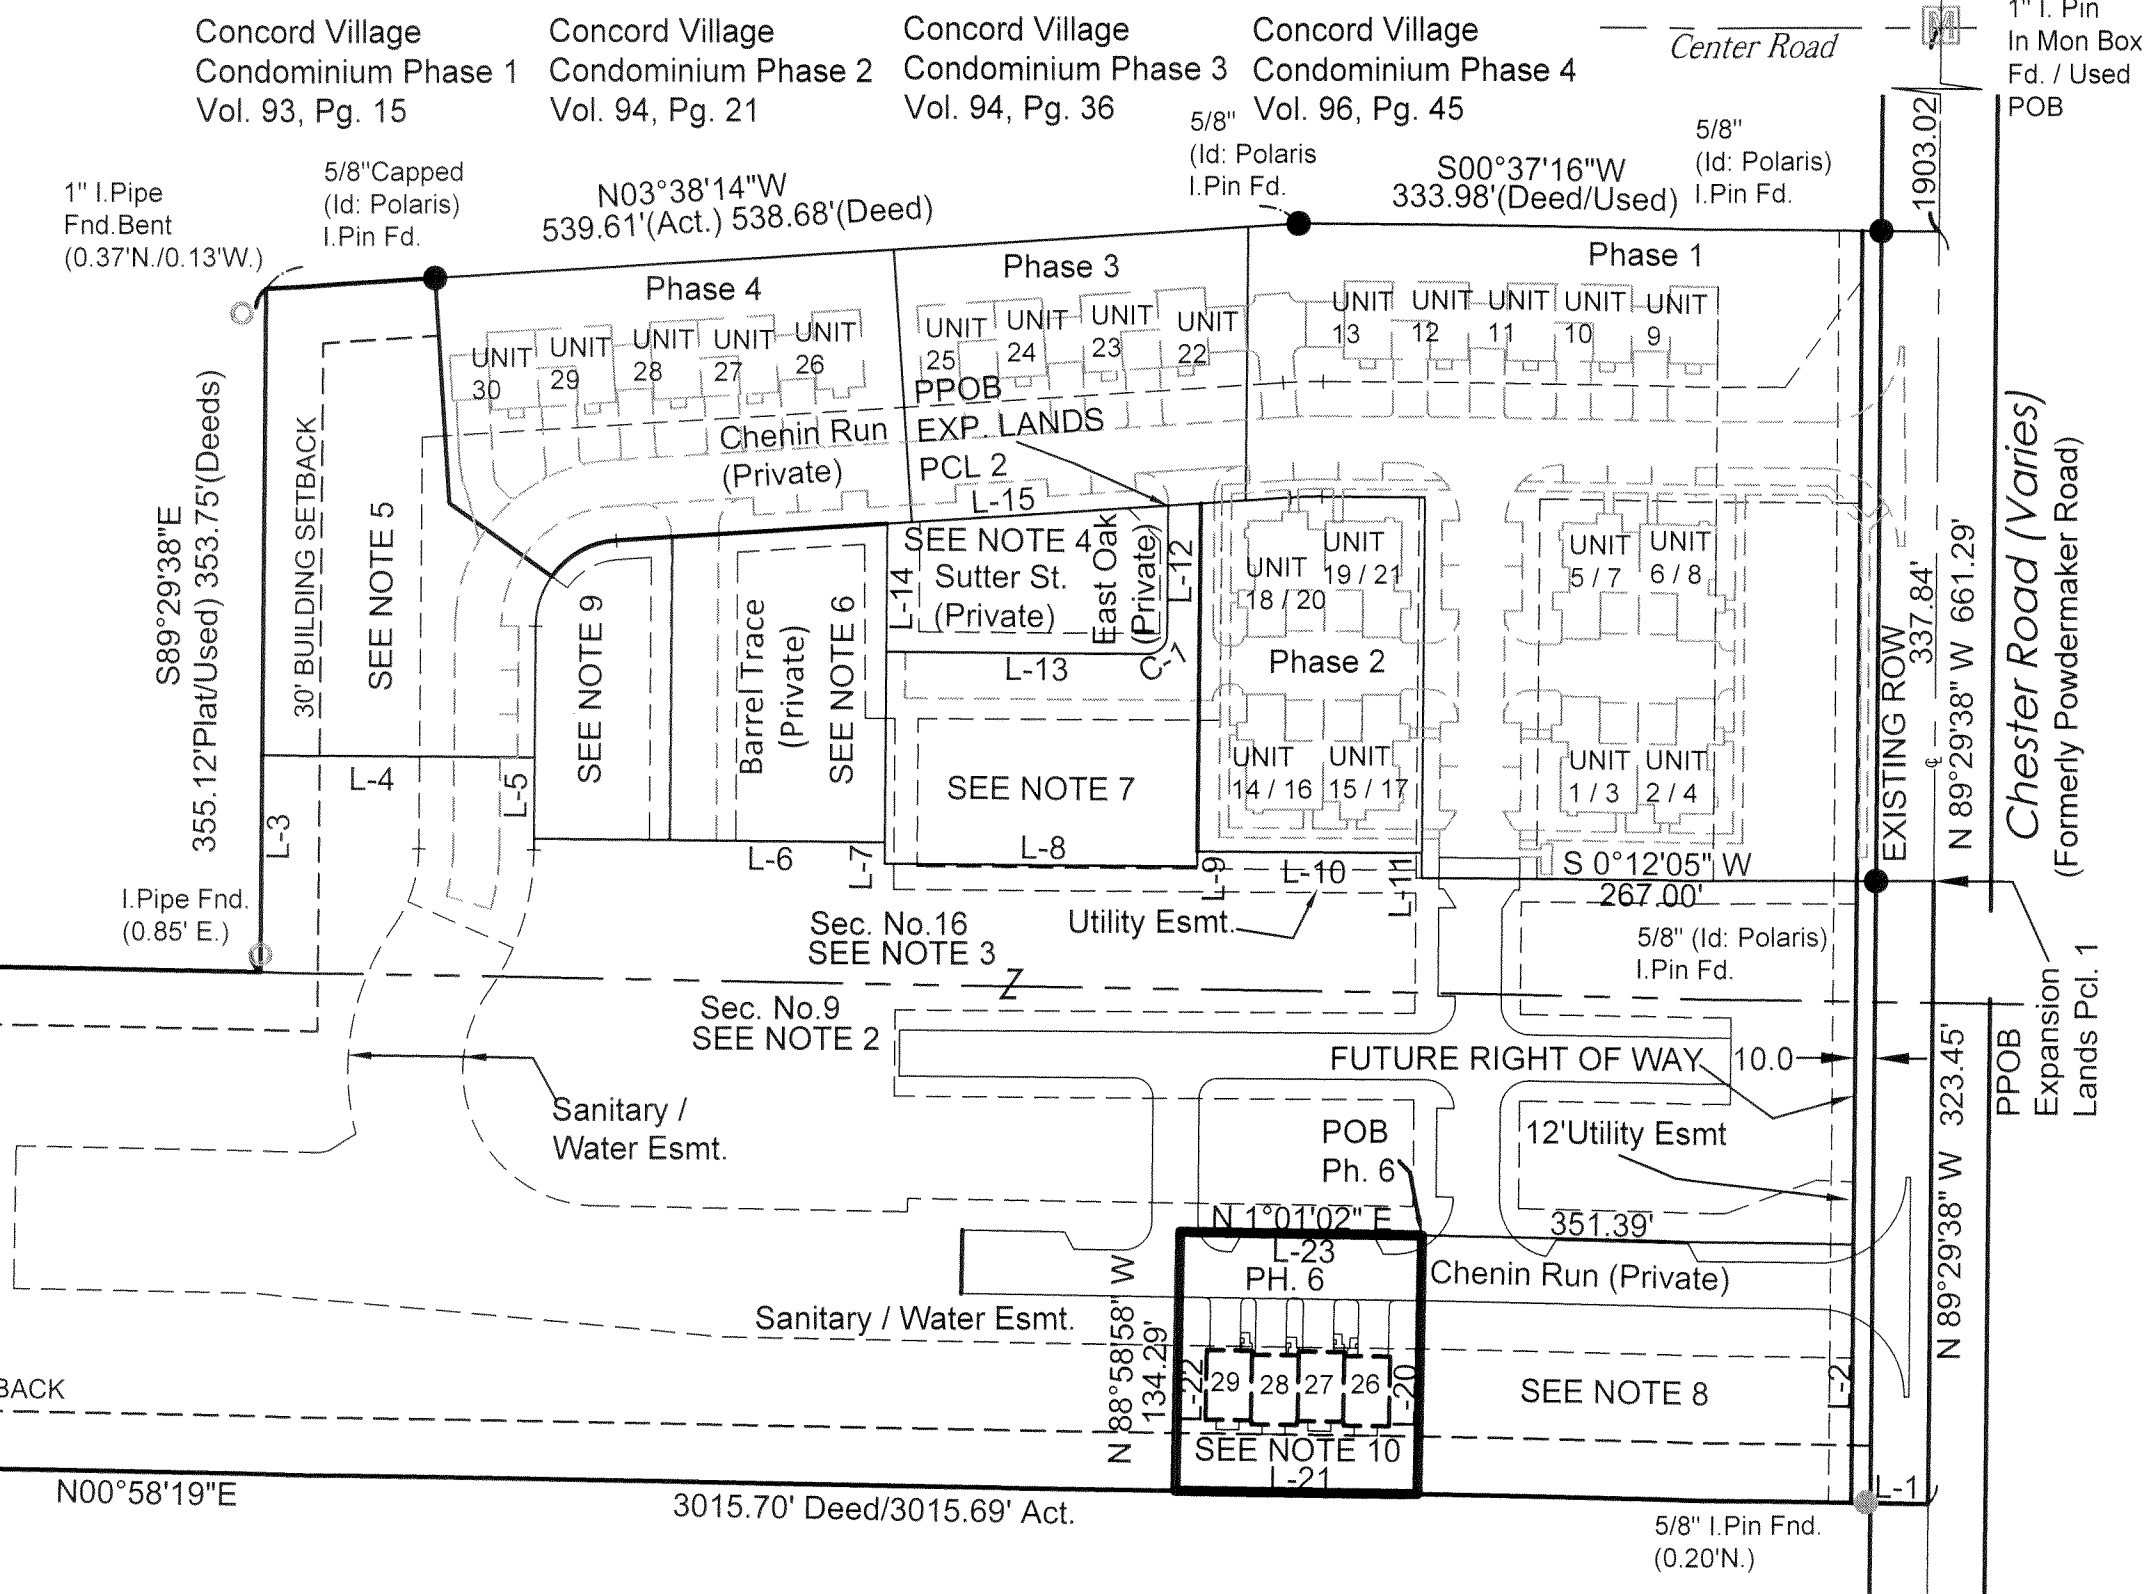 Concord Village
Condominium Phase 1
Vol. 93, Pg. 15
Concord Village
Condominium Phase 2
Vol. 94, Pg. 21
Concord Village
Condominium Phase 3
Vol. 94, Pg. 36
Concord Village
Condominium Phase 4
Vol. 96, Pg. 45
Center Road
M
1" I. Pin
In Mon Box
Fd. / Used
POB
1903.02
1" I.Pipe
Fnd.Bent
(0.37'N./0.13'W.)
5/8"Capped
(Id: Polaris)
I.Pin Fd.
N03°38'14"W
539.61'(Act.) 538.68'(Deed)
5/8"
(Id: Polaris
I.Pin Fd.
S00°37'16"W
333.98'(Deed/Used)
5/8"
(Id: Polaris)
I.Pin Fd.
Phase 4
Phase 3
Phase 1
UNIT
30
UNIT
29
UNIT
28
UNIT
27
UNIT
26
UNIT
25
UNIT
24
UNIT
23
UNIT
22
UNIT
13
UNIT
12
UNIT
11
UNIT
10
UNIT
9
PPOB
EXP. LANDS
PCL 2
Chenin Run
(Private)
L-15
S89°29'38"E
355.12'Plat/Used) 353.75'(Deeds)
30' BUILDING SETBACK
SEE NOTE 5
SEE NOTE 9
Barrel Trace
(Private)
SEE NOTE 6
L-14
SEE NOTE 4
Sutter St.
(Private)
East Oak
(Private)
L-12
L-13
C-7
UNIT
18 / 20
UNIT
19 / 21
UNIT
5 / 7
UNIT
6 / 8
Phase 2
UNIT
14 / 16
UNIT
15 / 17
UNIT
1 / 3
UNIT
2 / 4
SEE NOTE 7
L-3
L-4
L-5
L-6
L-7
L-8
L-9
L-10
L-11
S 0°12'05" W
267.00'
EXISTING ROW
337.84'
N 89°29'38" W 661.29'
Chester Road (Varies)
(Formerly Powdermaker Road)
I.Pipe Fnd.
(0.85' E.)
Sec. No.16
SEE NOTE 3
Utility Esmt.
5/8" (Id: Polaris)
I.Pin Fd.
Z
Sec. No.9
SEE NOTE 2
FUTURE RIGHT OF WAY
10.0
PPOB
Expansion
Lands Pcl. 1
Sanitary /
Water Esmt.
POB
Ph. 6
12'Utility Esmt
N 1°01'02" E
351.39'
L-23
PH. 6
Chenin Run (Private)
N 89°29'38" W 323.45'
Sanitary / Water Esmt.
N 88°58'58" W
134.29'
L-22
29
28
27
26
L-20
SEE NOTE 8
L-2
BACK
SEE NOTE 10
L-21
N00°58'19"E
3015.70' Deed/3015.69' Act.
L-1
5/8" I.Pin Fnd.
(0.20'N.)